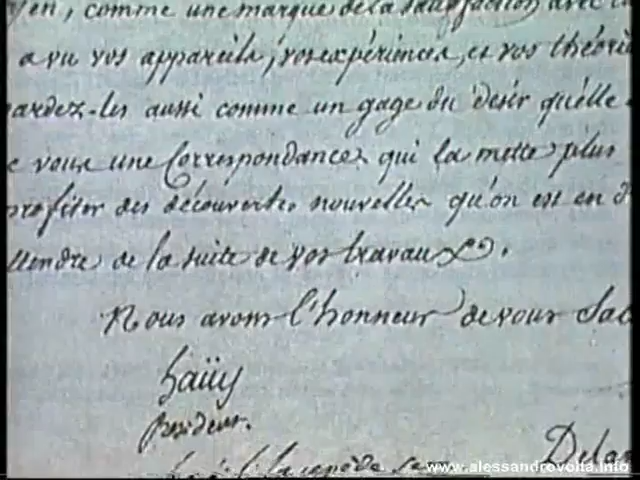 comme une marque de la satisfaction avec
a vu vos appareils, vos expériences, et vos théori
gardez-les aussi comme un gage du désir qu'elle
vous une Correspondance, qui la mette plus
profiter des découvertes nouvelles qu'on est en d
ttendre de la suite de vos travaux.
Nous avons l'honneur de vous Sal
haüy
président.
Delam
www.alessandrovolta.info